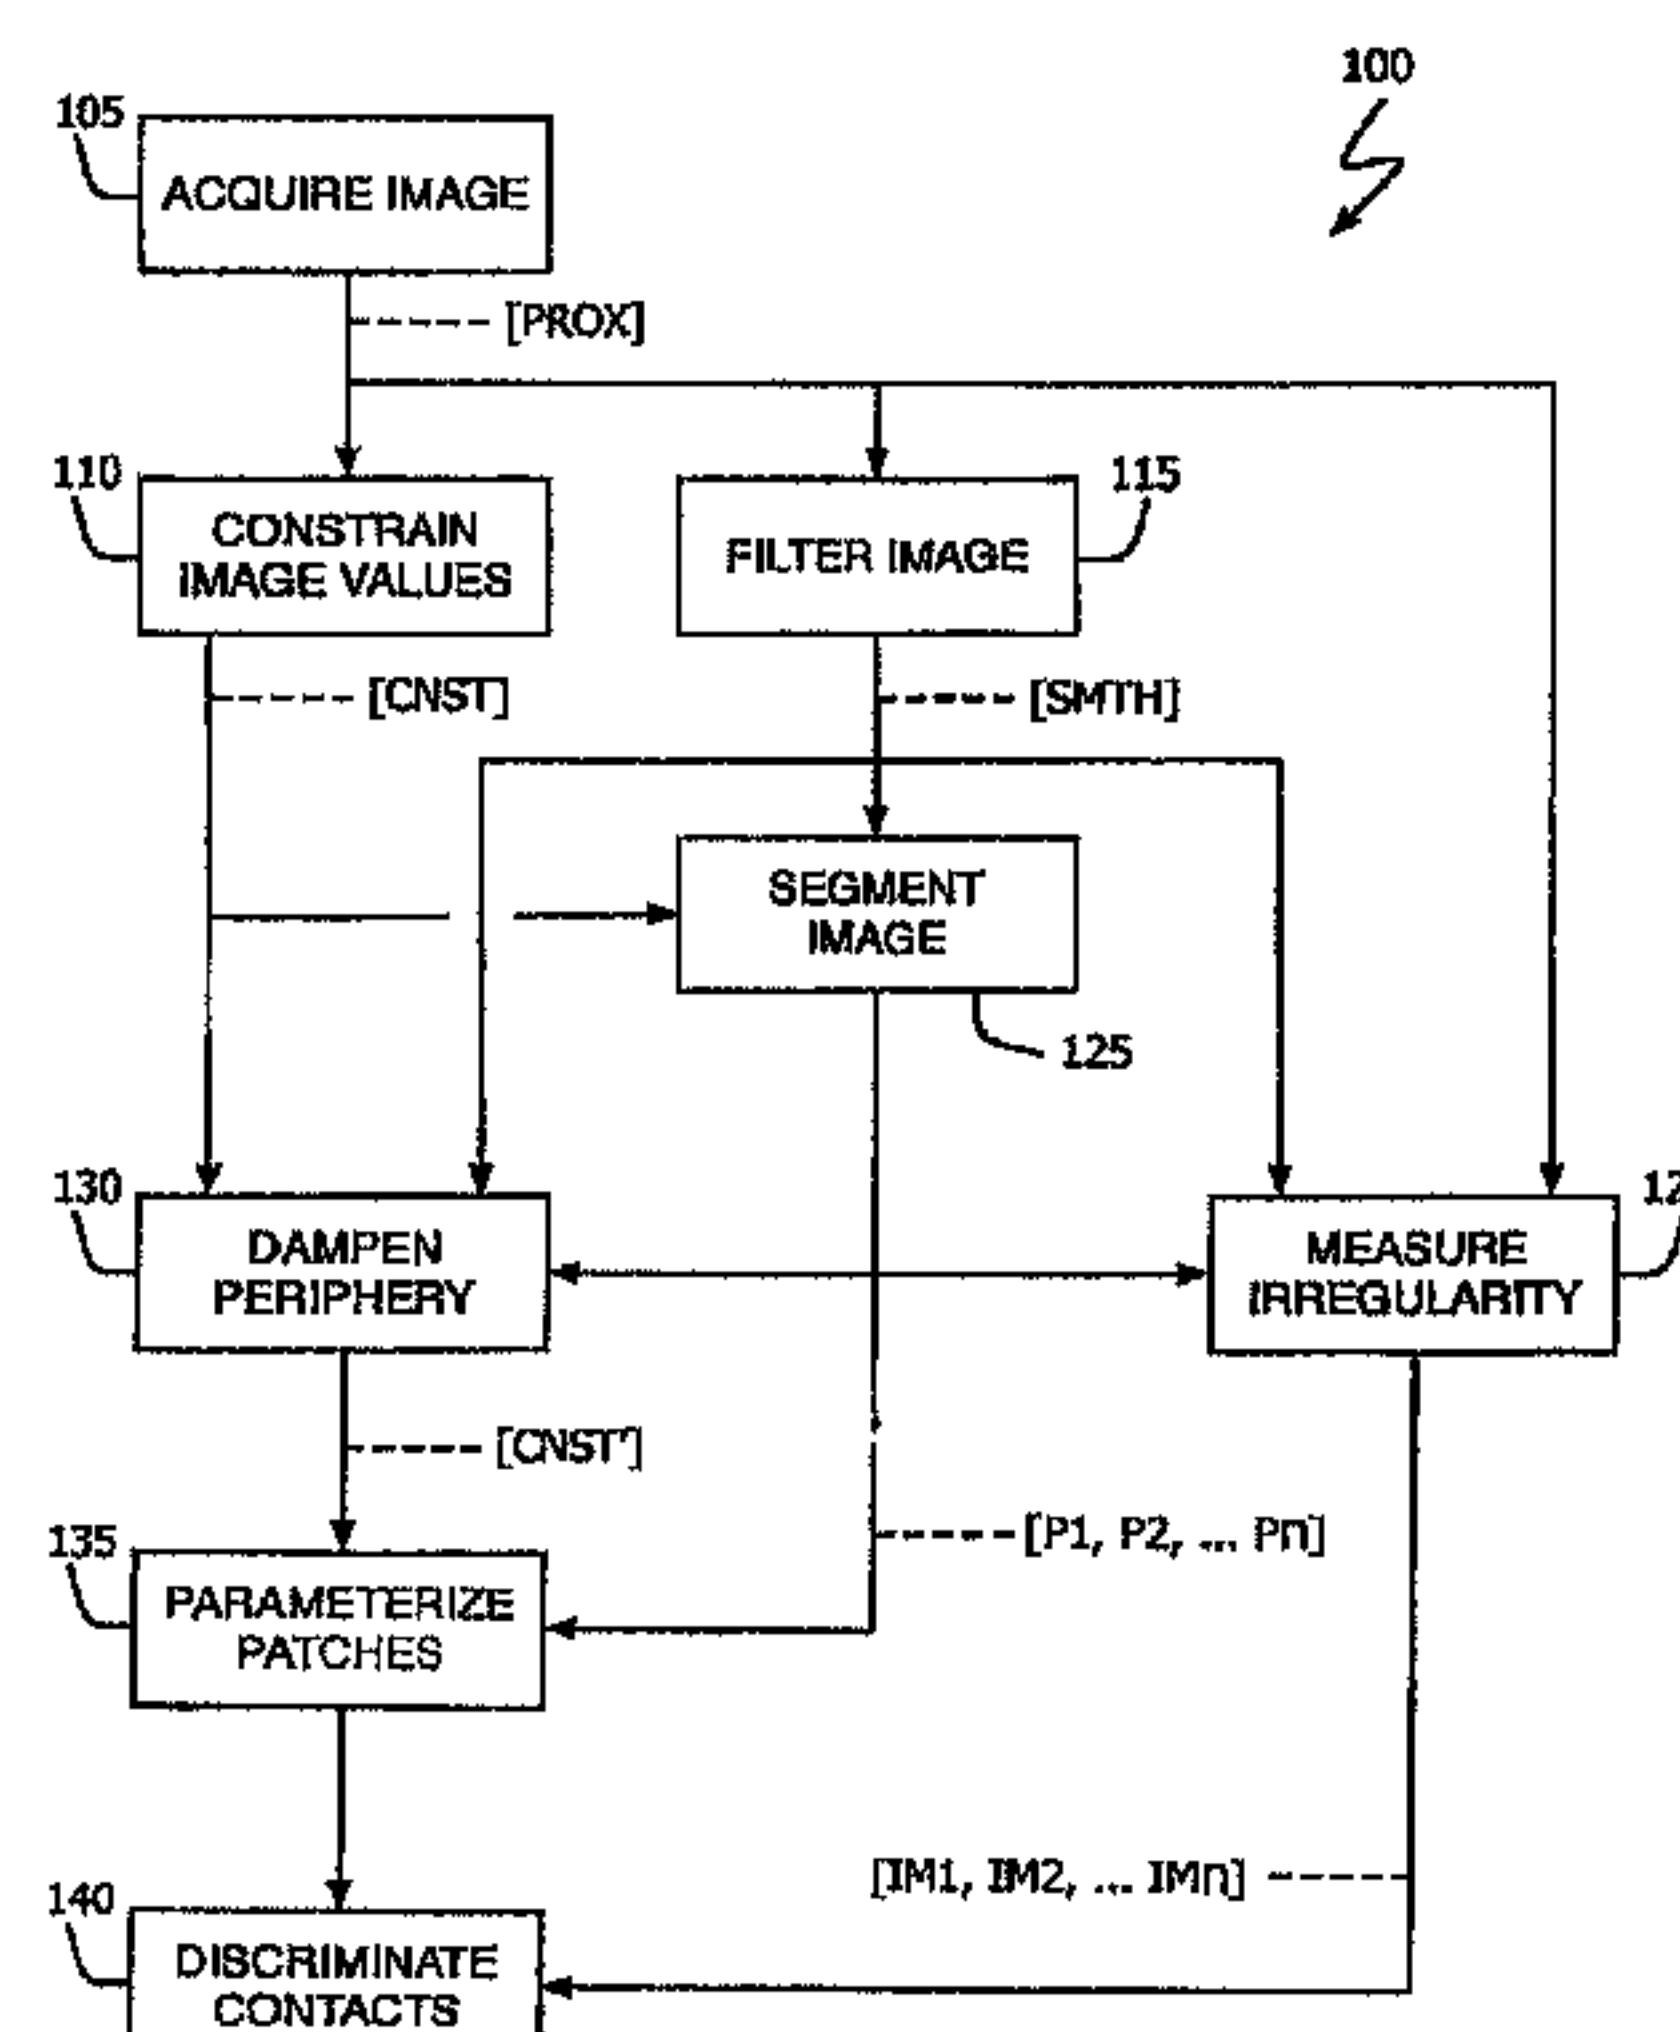 100
105
ACQUIRE IMAGE
[PROX]
110
CONSTRAIN
IMAGE VALUES
115
FILTER IMAGE
[CNST]
[SMTH]
SEGMENT
IMAGE
125
130
DAMPEN
PERIPHERY
MEASURE
IRREGULARITY
[CNST']
135
PARAMETERIZE
PATCHES
[P1, P2, ... Pn]
140
DISCRIMINATE
CONTACTS
[IM1, IM2, ... IMn]